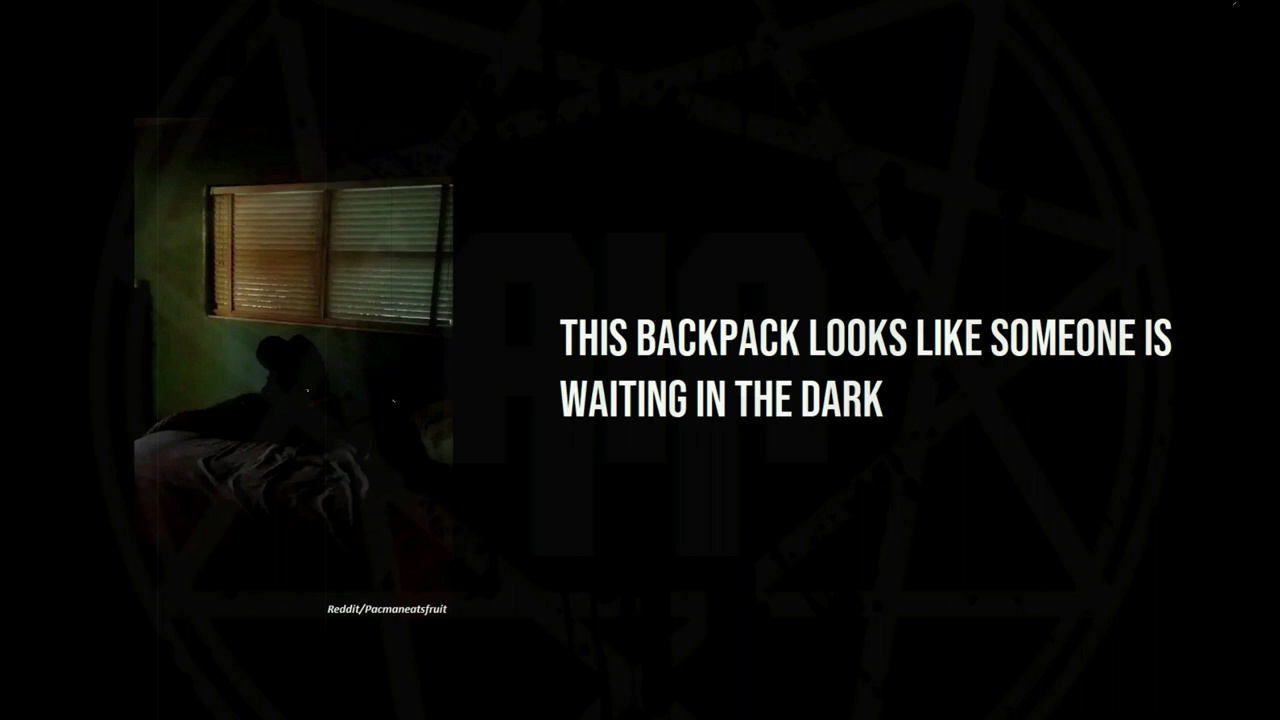 THIS BACKPACK LOOKS LIKE SOMEONE IS
WAITING IN THE DARK
Reddit/Pacmaneatsfruit